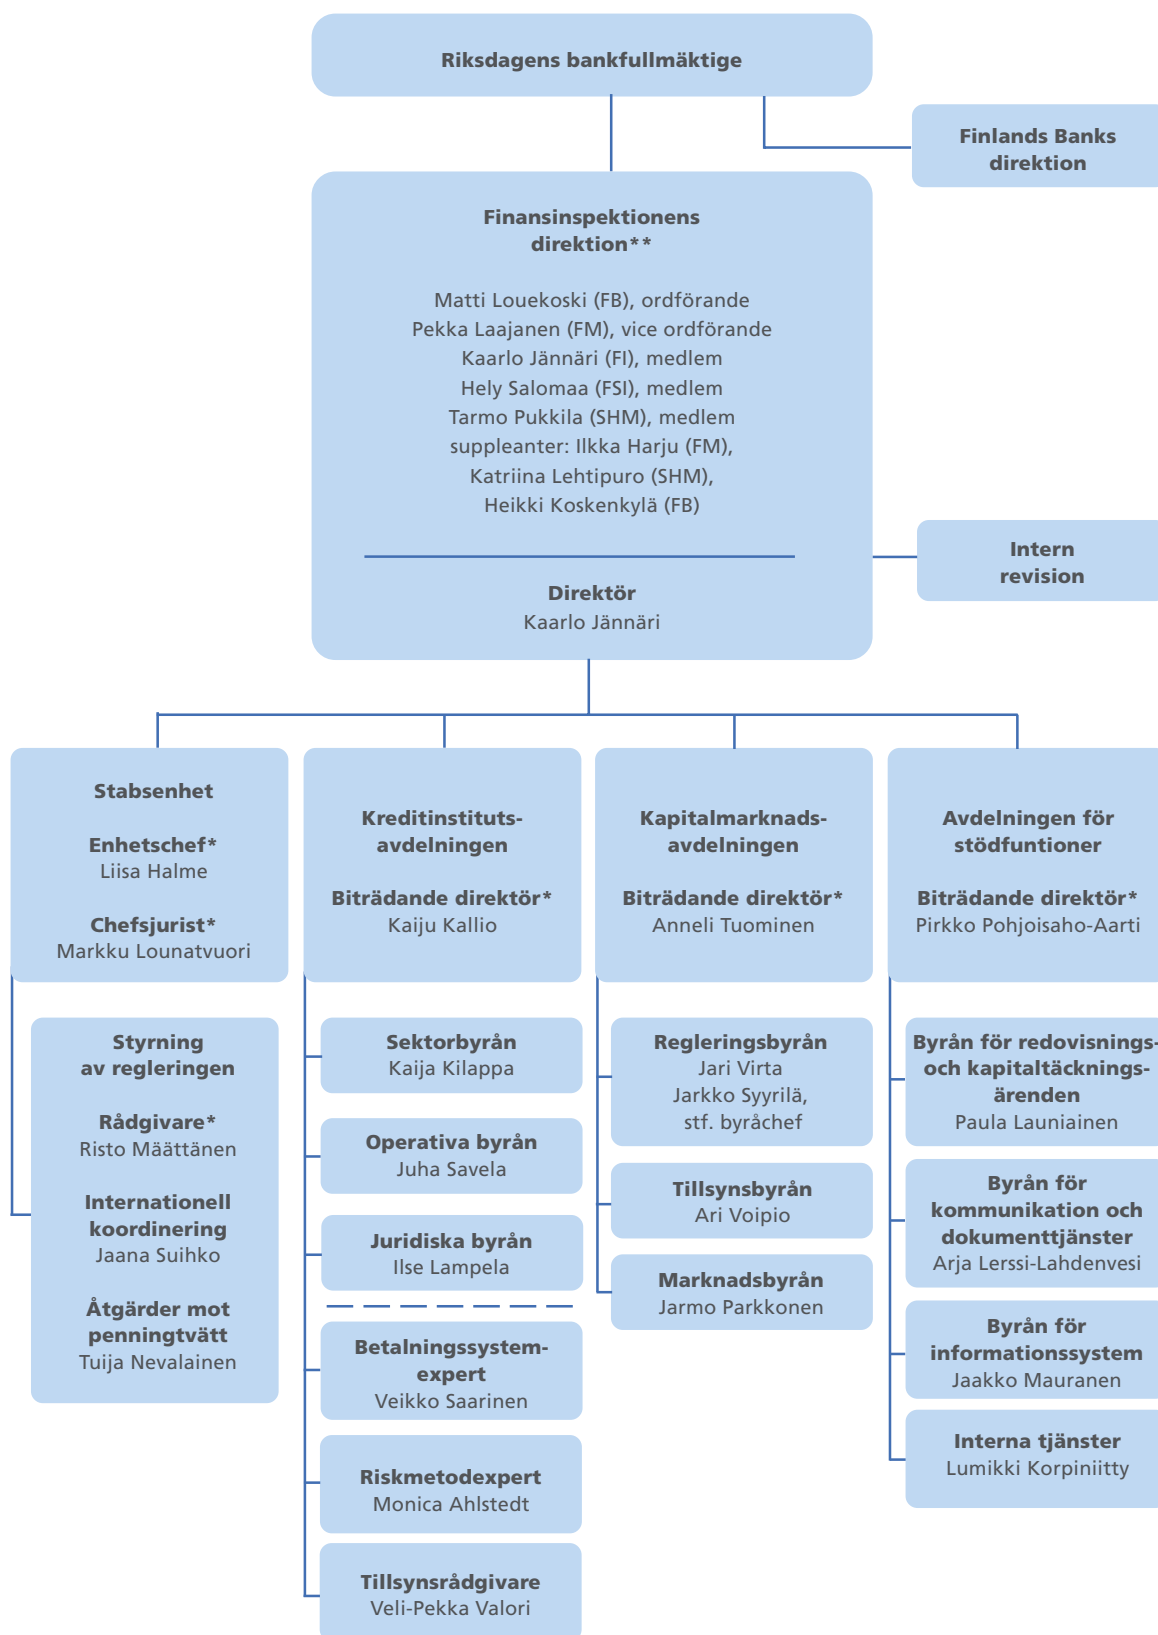 Riksdagens bankfullmäktige
Finlands Banks
direktion
Finansinspektionens
direktion**
Matti Louekoski (FB), ordförande
Pekka Laajanen (FM), vice ordförande
Kaarlo Jännäri (FI), medlem
Hely Salomaa (FSI), medlem
Tarmo Pukkila (SHM), medlem
suppleanter: Ilkka Harju (FM),
Katriina Lehtipuro (SHM),
Heikki Koskenkylä (FB)
Intern
revision
Direktör
Kaarlo Jännäri
Stabsenhet
Enhetschef*
Liisa Halme
Chefsjurist*
Markku Lounatvuori
Styrning
av regleringen
Rådgivare*
Risto Määttänen
Internationell
koordinering
Jaana Suihko
Åtgärder mot
penningtvätt
Tuija Nevalainen
Kreditinstituts-
avdelningen
Biträdande direktör*
Kaiju Kallio
Sektorbyrån
Kaija Kilappa
Operativa byrån
Juha Savela
Juridiska byrån
Ilse Lampela
Betalningssystem-
expert
Veikko Saarinen
Riskmetodexpert
Monica Ahlstedt
Tillsynsrådgivare
Veli-Pekka Valori
Kapitalmarknads-
avdelningen
Biträdande direktör*
Anneli Tuominen
Regleringsbyrån
Jari Virta
Jarkko Syyrilä,
stf. byråchef
Tillsynsbyrån
Ari Voipio
Marknadsbyrån
Jarmo Parkkonen
Avdelningen för
stödfuntioner
Biträdande direktör*
Pirkko Pohjoisaho-Aarti
Byrån för redovisnings-
och kapitaltäcknings-
ärenden
Paula Launiainen
Byrån för
kommunikation och
dokumenttjänster
Arja Lerssi-Lahdenvesi
Byrån för
informationssystem
Jaakko Mauranen
Interna tjänster
Lumikki Korpiniitty